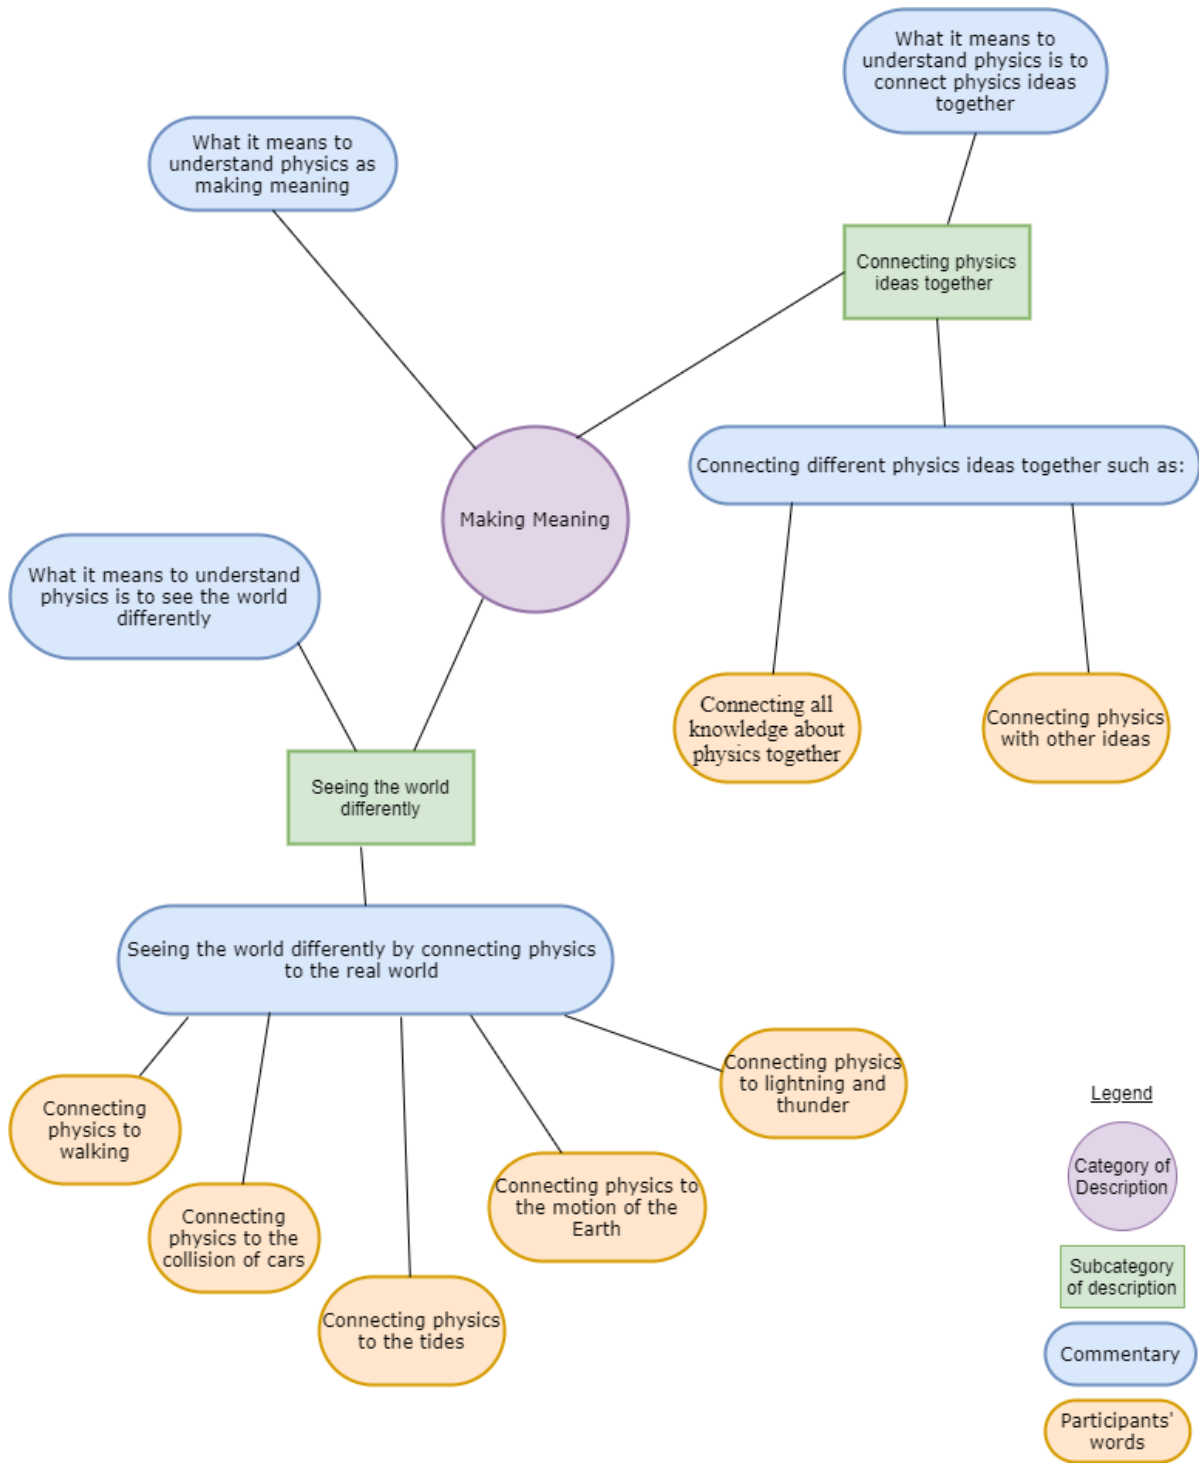 What it means to
understand physics is to
connect physics ideas
together
What it means to
understand physics as
making meaning
Connecting physics
ideas together
Connecting different physics ideas together such as:
Making Meaning
What it means to understand
physics is to see the world
differently
Connecting all
knowledge about
physics together
Connecting physics
with other ideas
Seeing the world
differently
Seeing the world differently by connecting physics
to the real world
Connecting physics
to lightning and
thunder
Connecting
physics to
walking
Connecting physics to
the motion of the
Earth
Connecting
physics to the
collision of cars
Connecting physics
to the tides
Legend
Category of
Description
Subcategory
of description
Commentary
Participants'
words